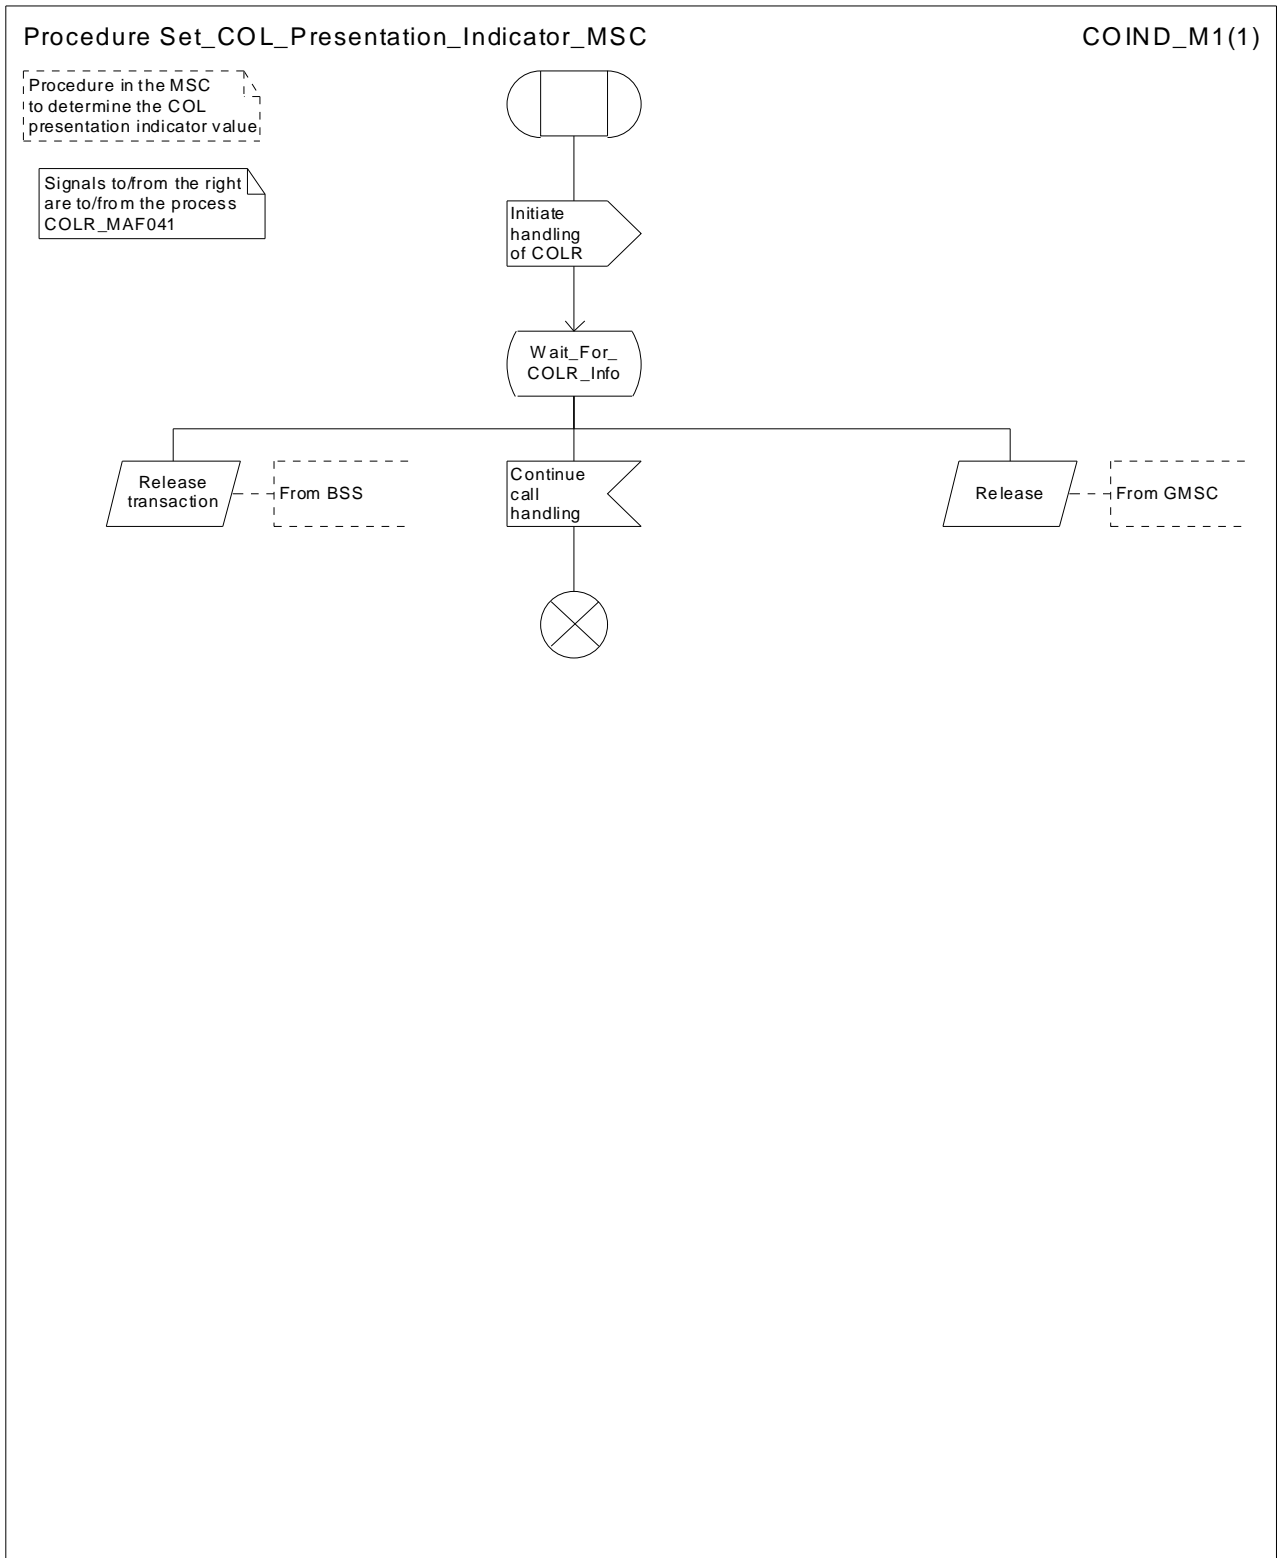 Procedure Set_COL_Presentation_Indicator_MSC
COIND_M1(1)
Procedure in the MSC
to determine the COL
presentation indicator value
Signals to/from the right
are to/from the process
COLR_MAF041
Initiate
handling
of COLR
Wait_For_
COLR_Info
Release
transaction
From BSS
Continue
call
handling
Release
From GMSC